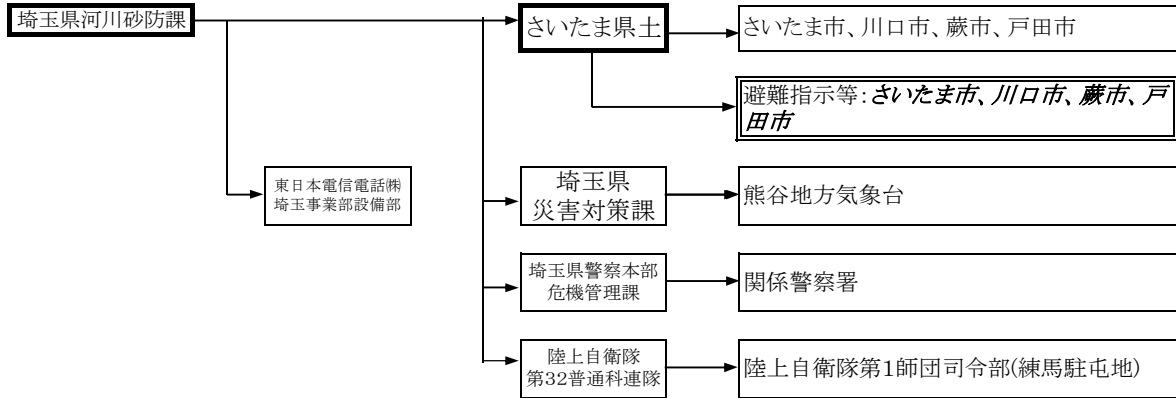 埼玉県河川砂防課
さいたま県土
さいたま市、川口市、蕨市、戸田市
避難指示等：さいたま市、川口市、蕨市、戸
田市
東日本電信電話㈱
埼玉事業部設備部
埼玉県
災害対策課
熊谷地方気象台
埼玉県警察本部
危機管理課
関係警察署
陸上自衛隊
第32普通科連隊
陸上自衛隊第1師団司令部(練馬駐屯地)